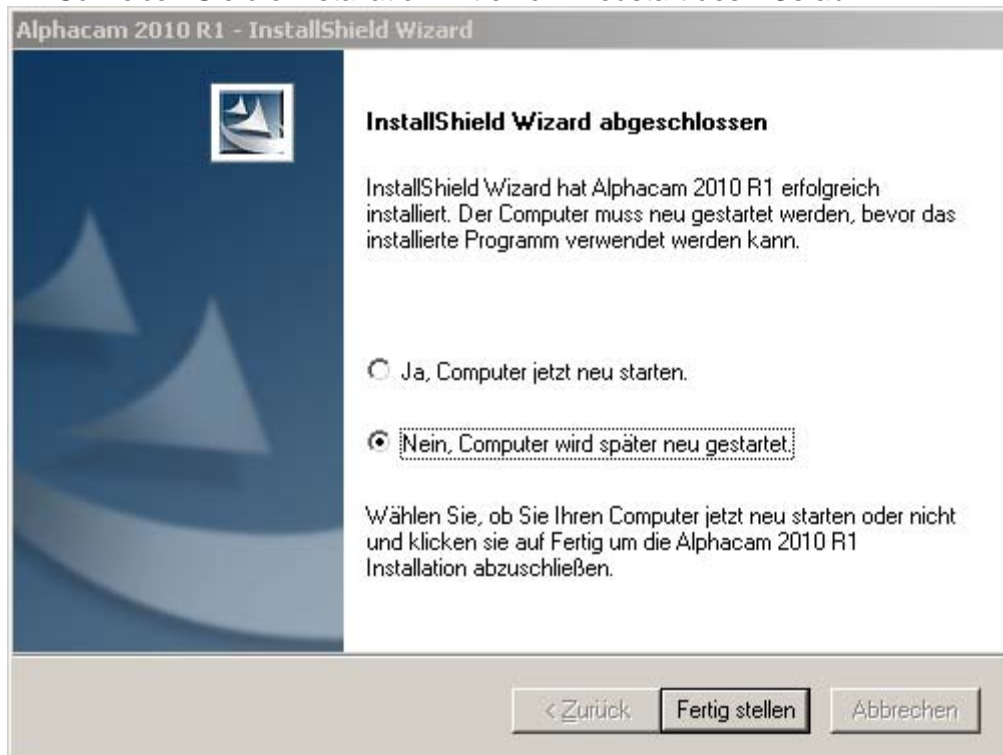 Alphacam 2010 R1 - InstallShield Wizard
InstallShield Wizard abgeschlossen
InstallShield Wizard hat Alphacam 2010 R1 erfolgreich
installiert. Der Computer muss neu gestartet werden, bevor das
installierte Programm verwendet werden kann.
Ja, Computer jetzt neu starten.
Nein, Computer wird später neu gestartet.
Wählen Sie, ob Sie Ihren Computer jetzt neu starten oder nicht
und klicken sie auf Fertig um die Alphacam 2010 R1
Installation abzuschließen.
< Zurück Fertig stellen Abbrechen